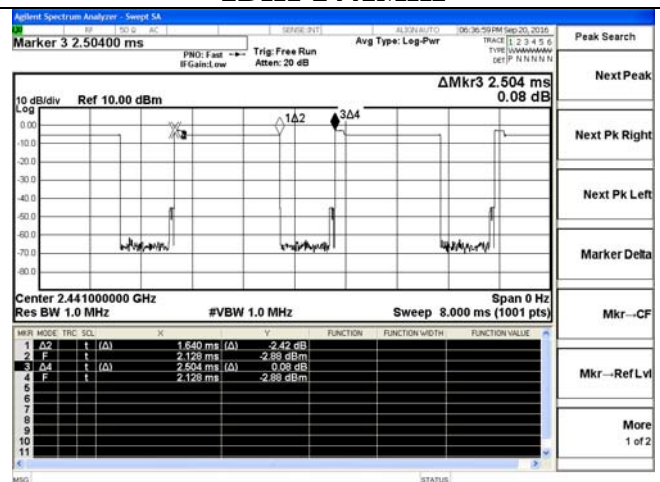 Agilent Spectrum Analyzer - Swept SA
RF 50 Ω AC SENSE:INT ALIGN AUTO 06:36:59 PM Sep 20, 2016
Marker 3 2.50400 ms
PNO: Fast
IFGain:Low
Trig: Free Run
Atten: 20 dB
Avg Type: Log-Pwr
TRACE 1 2 3 4 5 6
TYPE
DET P N N N N N
ΔMkr3 2.504 ms
0.08 dB
10 dB/div Ref 10.00 dBm
Log
0.00
-10.0
-20.0
-30.0
-40.0
-50.0
-60.0
-70.0
-80.0
1Δ2
3Δ4
Center 2.441000000 GHz Span 0 Hz
Res BW 1.0 MHz #VBW 1.0 MHz Sweep 8.000 ms (1001 pts)
MKR MODE TRC SCL X Y FUNCTION FUNCTION WIDTH FUNCTION VALUE
1 Δ2 t (Δ) 1.640 ms (Δ) -2.42 dB
2 F t 2.128 ms -2.88 dBm
3 Δ4 t (Δ) 2.504 ms (Δ) 0.08 dB
4 F t 2.128 ms -2.88 dBm
5
6
7
8
9
10
11
MSG STATUS
Peak Search
Next Peak
Next Pk Right
Next Pk Left
Marker Delta
Mkr→CF
Mkr→Ref Lvl
More
1 of 2